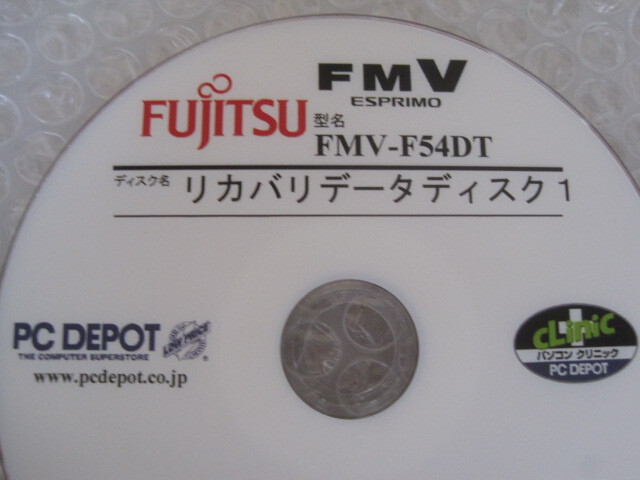 FUJITSU
FMV
ESPRIMO
型名
FMV-F54DT
ディスク名 リカバリデータディスク1
PC DEPOT
THE COMPUTER SUPERSTORE
LOW PRICE
®
www.pcdepot.co.jp
cLinic
パソコン クリニック
PC DEPOT